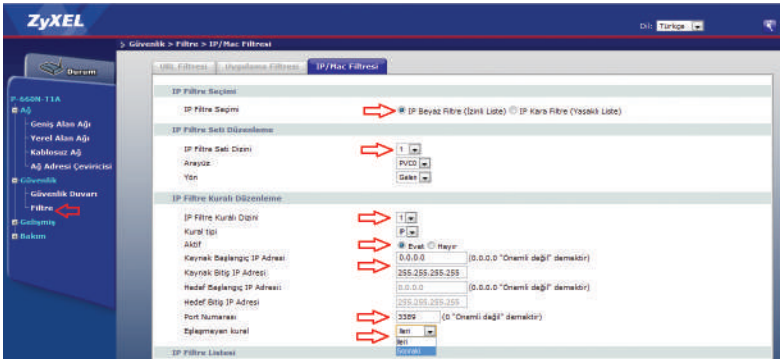 ZyXEL
Dil: Türkçe
Güvenlik > Filtre > IP/Mac Filtresi
Durum
URL Filtresi Uygulama Filtresi IP/Mac Filtresi
P-660N-T1A
Ağ
Geniş Alan Ağı
Yerel Alan Ağı
Kablosuz Ağ
Ağ Adresi Çeviricisi
Güvenlik
Güvenlik Duvarı
Filtre
Gelişmiş
Bakım
IP Filtre Seçimi
IP Filtre Seçimi IP Beyaz Filtre (İzinli Liste) IP Kara Filtre (Yasaklı Liste)
IP Filtre Seti Düzenleme
IP Filtre Seti Dizini 1
Arayüz PVC0
Yön Gelen
IP Filtre Kuralı Düzenleme
IP Filtre Kuralı Dizini 1
Kural tipi IP
Aktif Evet Hayır
Kaynak Başlangıç IP Adresi 0.0.0.0 (0.0.0.0 "Önemli değil" demektir)
Kaynak Bitiş IP Adresi 255.255.255.255
Hedef Başlangıç IP Adresi: 0.0.0.0 (0.0.0.0 "Önemli değil" demektir)
Hedef Bitiş IP Adresi 255.255.255.255
Port Numarası 3389 (0 "Önemli değil" demektir)
Eşleşmeyen kural İleri
İleri
Sonraki
IP Filtre Listesi